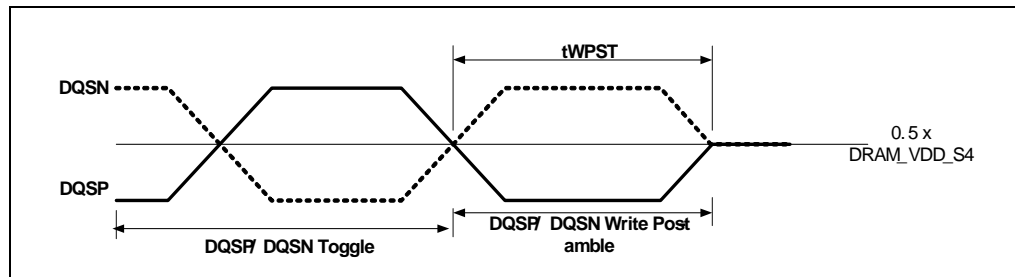 tWPST
DQSN
0.5 x
DRAM_VDD_S4
DQSP
DQSP/ DQSN Toggle
DQSP/ DQSN Write Post
amble